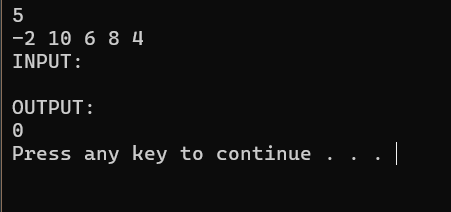 5
-2 10 6 8 4
INPUT:

OUTPUT:
0
Press any key to continue . . .